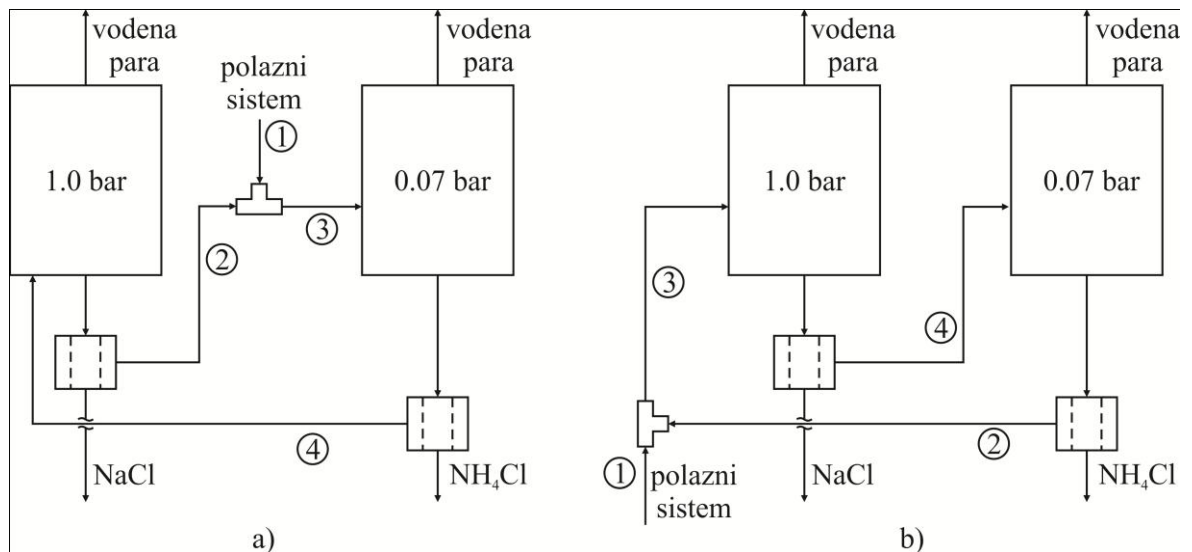 vodena
para
vodena
para
polazni
sistem
①
1.0 bar
0.07 bar
③
②
④
NaCl
NH₄Cl
a)
vodena
para
vodena
para
1.0 bar
0.07 bar
③
④
②
①
polazni
sistem
NaCl
NH₄Cl
b)